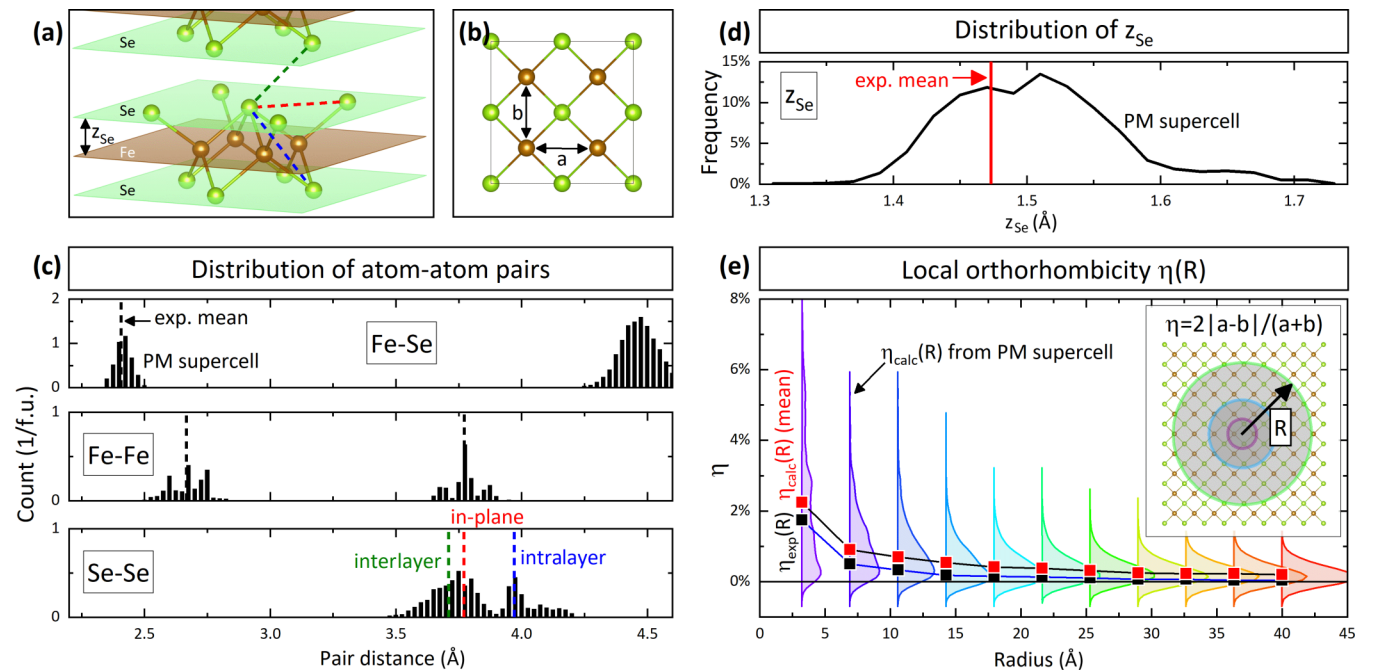 (a)
Se
Se
z_Se
Fe
Se
(b)
b
a
(c)
Distribution of atom-atom pairs
Count (1/f.u.)
2
1
0
exp. mean
PM supercell
Fe-Se
1
0
Fe-Fe
1
0
Se-Se
in-plane
interlayer
intralayer
2.5 3.0 3.5 4.0 4.5
Pair distance (Å)
(d)
Distribution of z_Se
Frequency
15%
10%
5%
0%
z_Se
exp. mean
PM supercell
1.3 1.4 1.5 1.6 1.7
z_Se (Å)
(e)
Local orthorhombicity η(R)
η
8%
6%
4%
2%
0%
η_exp(R)
η_calc(R) (mean)
η_calc(R) from PM supercell
η=2|a-b|/(a+b)
R
0 5 10 15 20 25 30 35 40 45
Radius (Å)